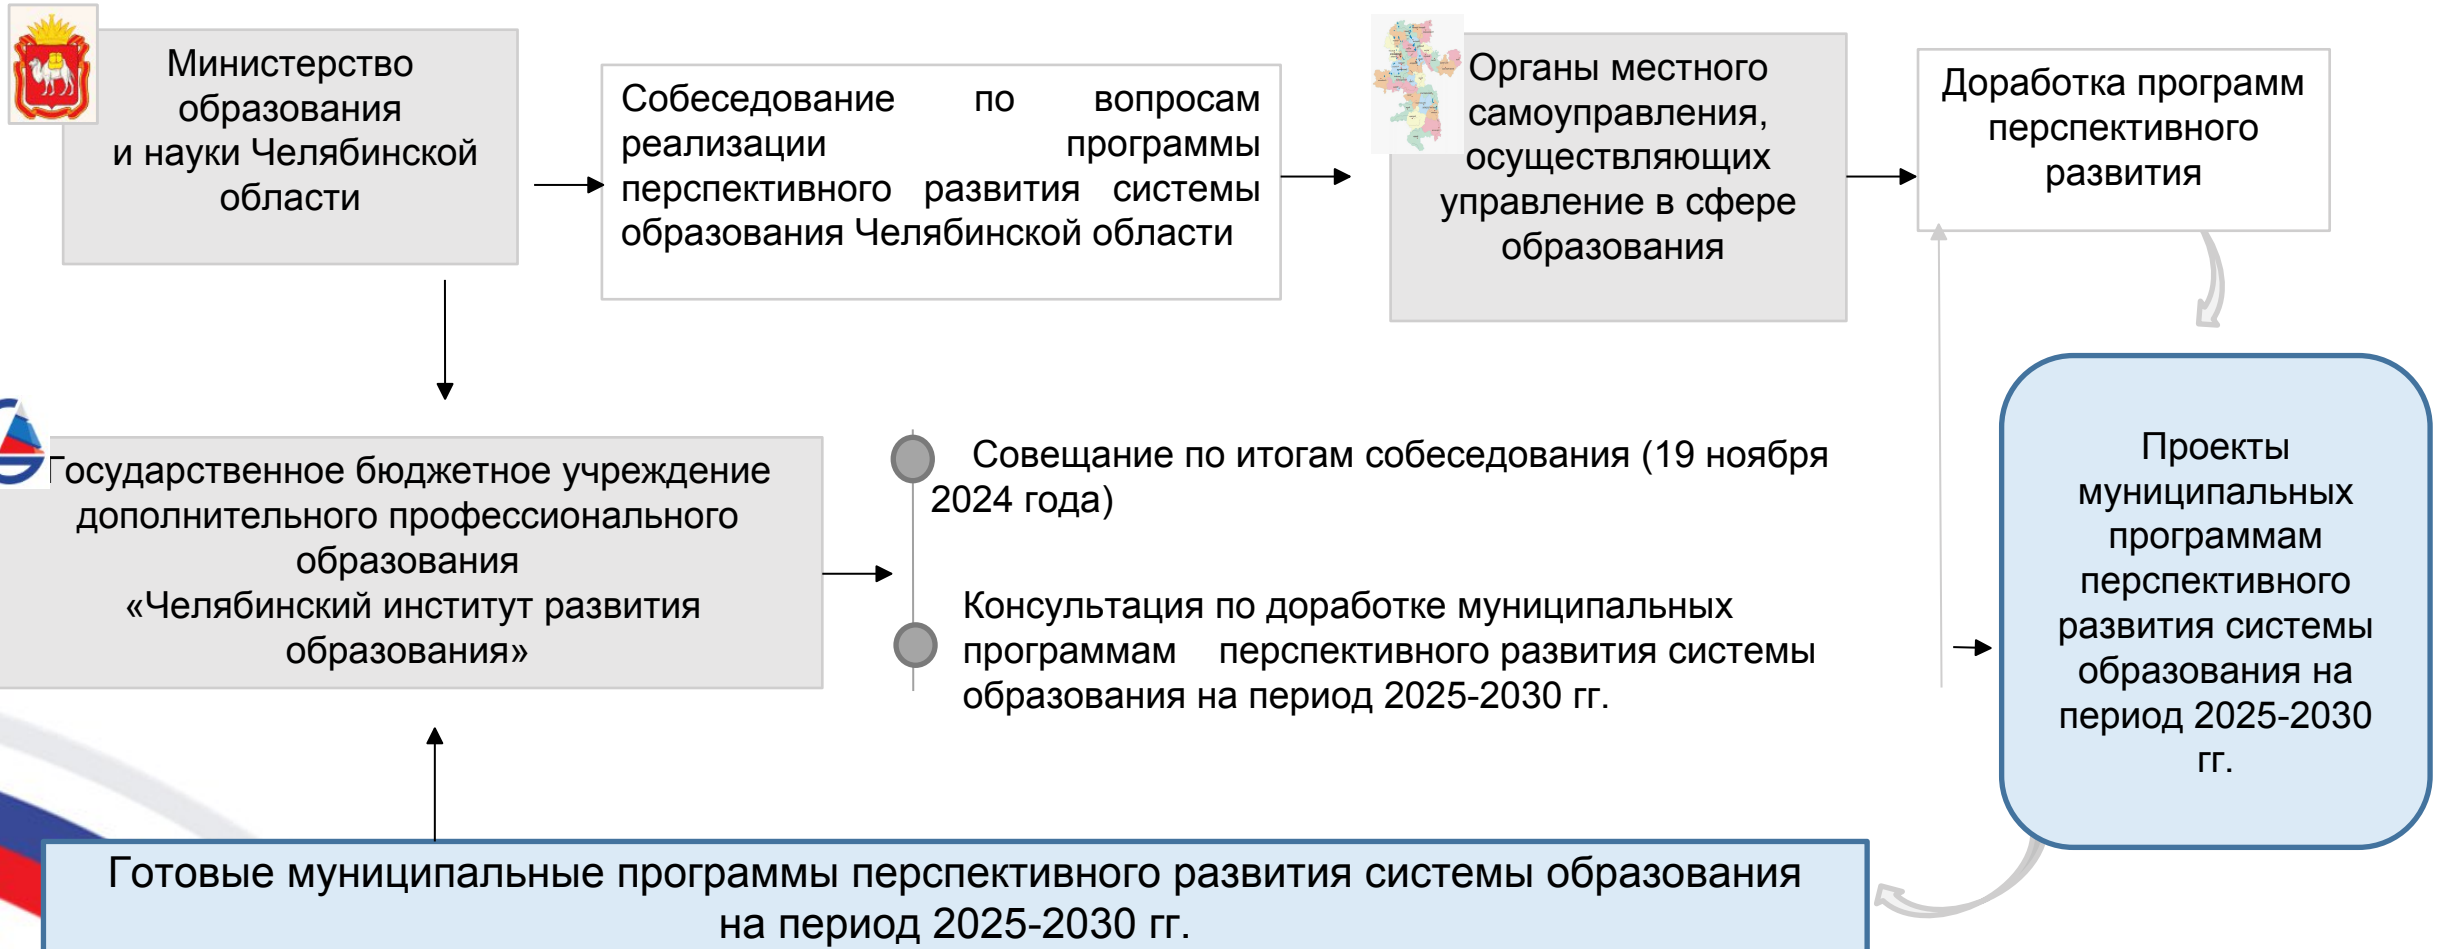 Министерство
образования
и науки Челябинской
области
Собеседование по вопросам
реализации программы
перспективного развития системы
образования Челябинской области
Органы местного
самоуправления,
осуществляющих
управление в сфере
образования
Доработка программ
перспективного
развития
Государственное бюджетное учреждение
дополнительного профессионального
образования
«Челябинский институт развития
образования»
Совещание по итогам собеседования (19 ноября
2024 года)
Консультация по доработке муниципальных
программам перспективного развития системы
образования на период 2025-2030 гг.
Проекты
муниципальных
программам
перспективного
развития системы
образования на
период 2025-2030
гг.
Готовые муниципальные программы перспективного развития системы образования
на период 2025-2030 гг.